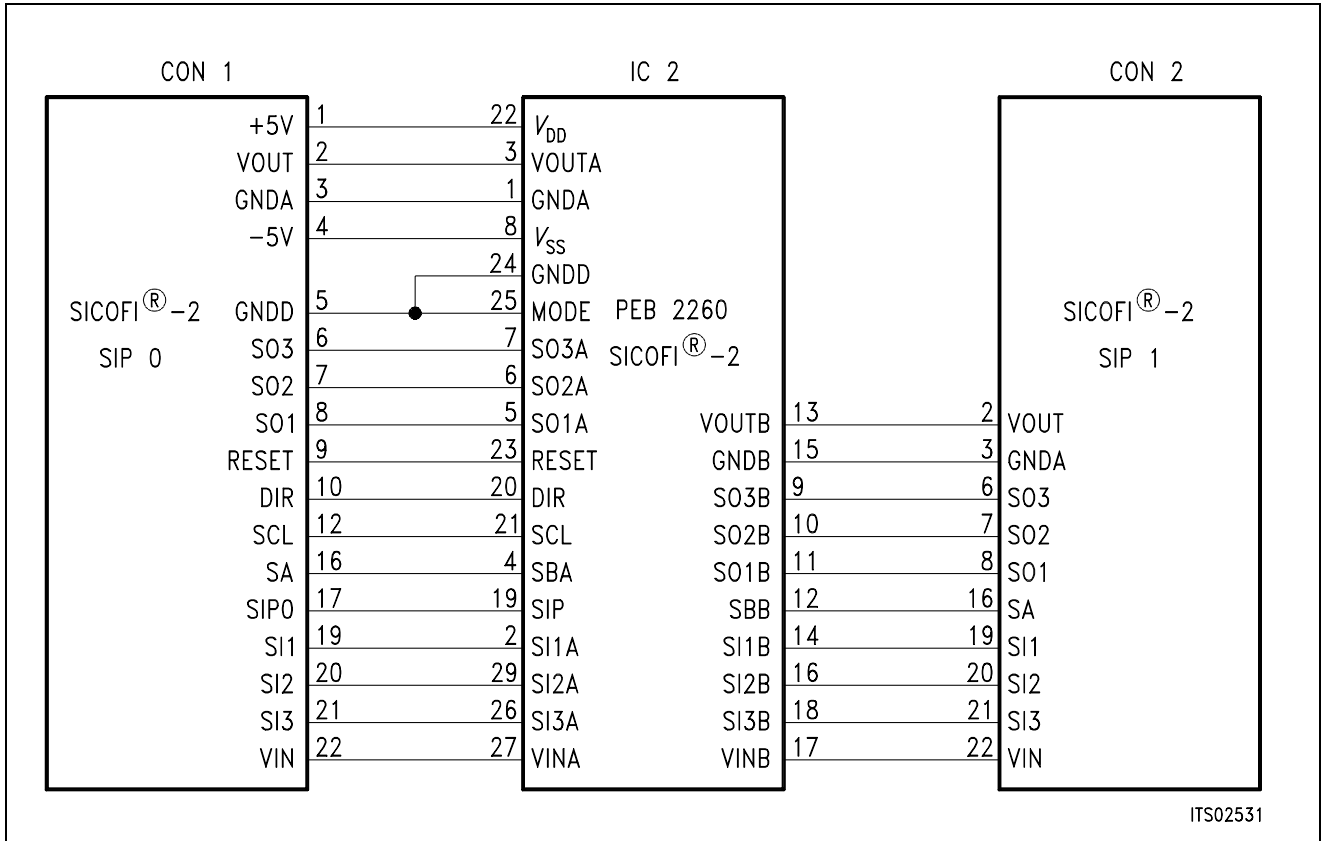 CON 1 IC 2 CON 2
+5V 1 22 VDD
VOUT 2 3 VOUTA
GNDA 3 1 GNDA
−5V 4 8 VSS
24 GNDD
SICOFI®−2 GNDD 5 25 MODE PEB 2260 SICOFI®−2
SIP 0 SO3 6 7 SO3A SICOFI®−2 SIP 1
SO2 7 6 SO2A
SO1 8 5 SO1A VOUTB 13 2 VOUT
RESET 9 23 RESET GNDB 15 3 GNDA
DIR 10 20 DIR SO3B 9 6 SO3
SCL 12 21 SCL SO2B 10 7 SO2
SA 16 4 SBA SO1B 11 8 SO1
SIP0 17 19 SIP SBB 12 16 SA
SI1 19 2 SI1A SI1B 14 19 SI1
SI2 20 29 SI2A SI2B 16 20 SI2
SI3 21 26 SI3A SI3B 18 21 SI3
VIN 22 27 VINA VINB 17 22 VIN
ITS02531